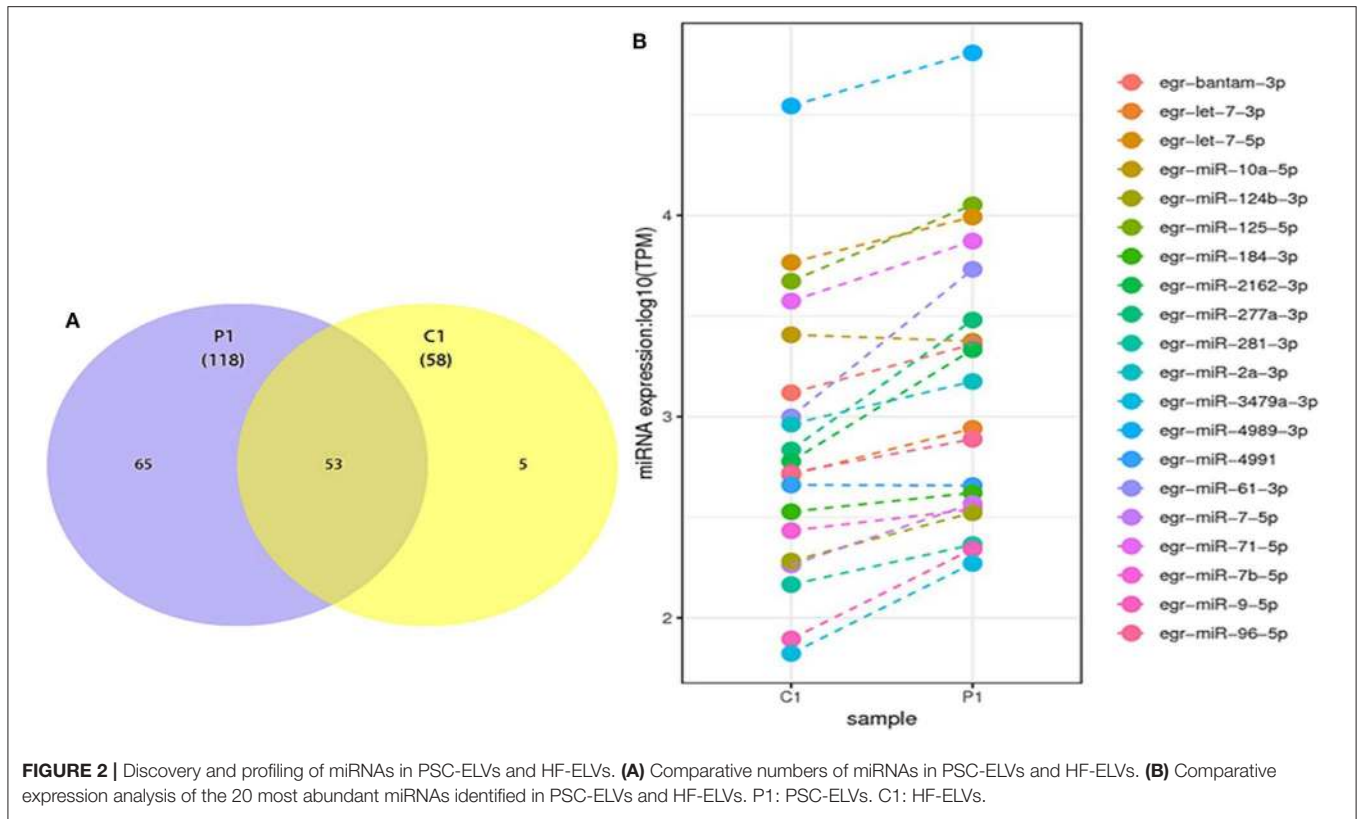 A
P1
(118)
C1
(58)
65
53
5
B
miRNA expression:log10(TPM)
4
3
2
C1
P1
sample
egr-bantam-3p
egr-let-7-3p
egr-let-7-5p
egr-miR-10a-5p
egr-miR-124b-3p
egr-miR-125-5p
egr-miR-184-3p
egr-miR-2162-3p
egr-miR-277a-3p
egr-miR-281-3p
egr-miR-2a-3p
egr-miR-3479a-3p
egr-miR-4989-3p
egr-miR-4991
egr-miR-61-3p
egr-miR-7-5p
egr-miR-71-5p
egr-miR-7b-5p
egr-miR-9-5p
egr-miR-96-5p
FIGURE 2 | Discovery and profiling of miRNAs in PSC-ELVs and HF-ELVs. (A) Comparative numbers of miRNAs in PSC-ELVs and HF-ELVs. (B) Comparative
expression analysis of the 20 most abundant miRNAs identified in PSC-ELVs and HF-ELVs. P1: PSC-ELVs. C1: HF-ELVs.